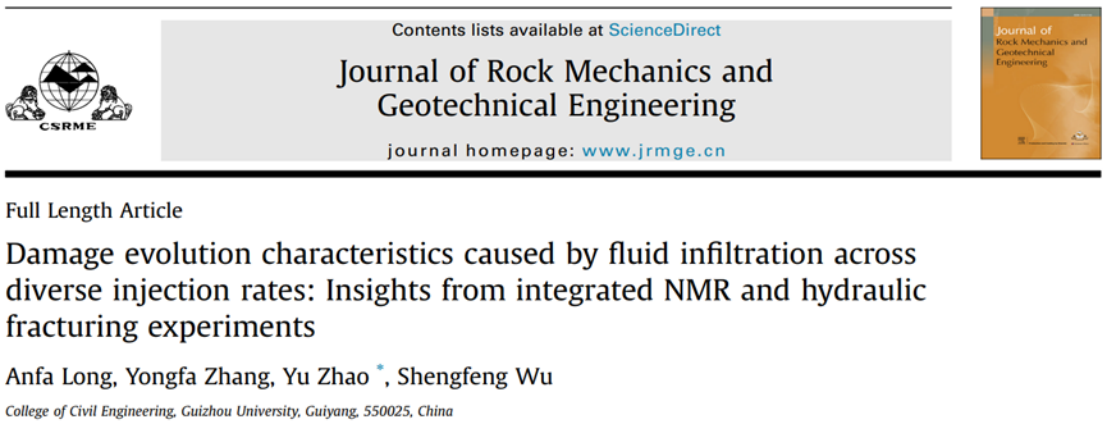 Contents lists available at ScienceDirect
Journal of Rock Mechanics and
Geotechnical Engineering
journal homepage: www.jrmge.cn
CSRME
Journal of
Rock Mechanics and
Geotechnical
Engineering
Full Length Article
Damage evolution characteristics caused by fluid infiltration across
diverse injection rates: Insights from integrated NMR and hydraulic
fracturing experiments
Anfa Long, Yongfa Zhang, Yu Zhao *, Shengfeng Wu
College of Civil Engineering, Guizhou University, Guiyang, 550025, China